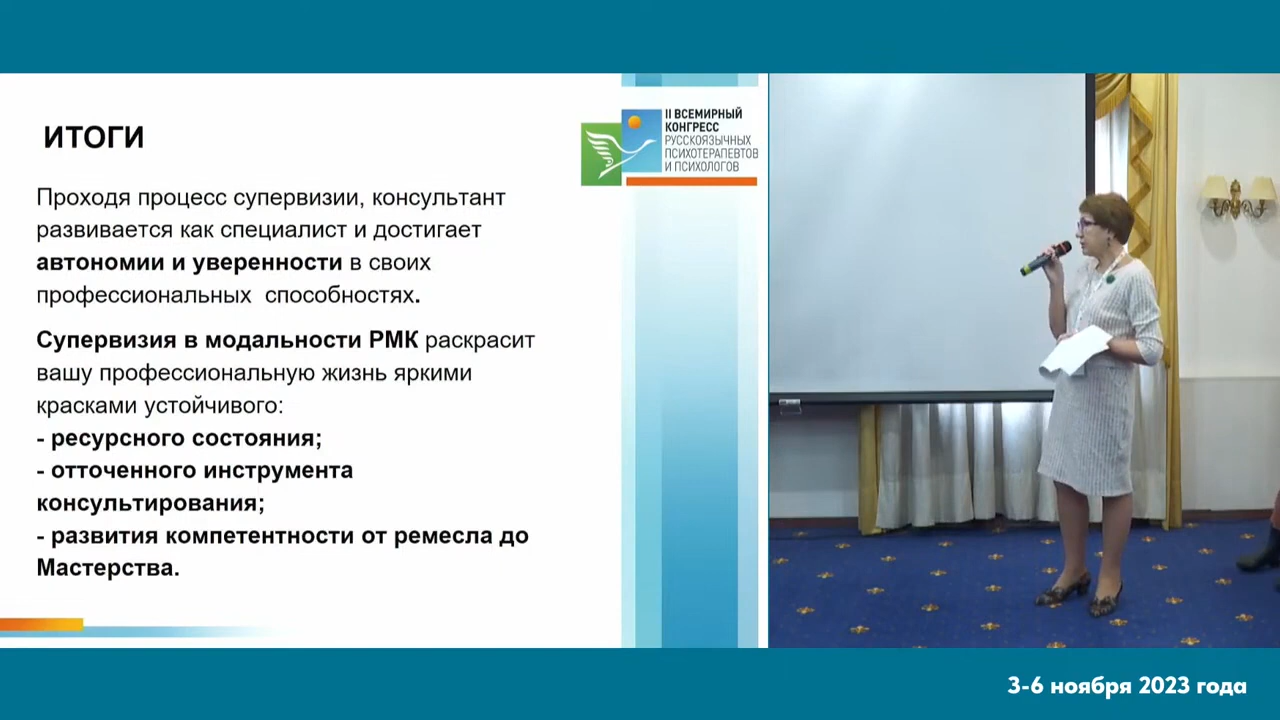 ИТОГИ
Проходя процесс супервизии, консультант
развивается как специалист и достигает
автономии и уверенности в своих
профессиональных способностях.
Супервизия в модальности РМК раскрасит
вашу профессиональную жизнь яркими
красками устойчивого:
- ресурсного состояния;
- отточенного инструмента
консультирования;
- развития компетентности от ремесла до
Мастерства.
II ВСЕМИРНЫЙ
КОНГРЕСС
РУССКОЯЗЫЧНЫХ
ПСИХОТЕРАПЕВТОВ
И ПСИХОЛОГОВ
3-6 ноября 2023 года